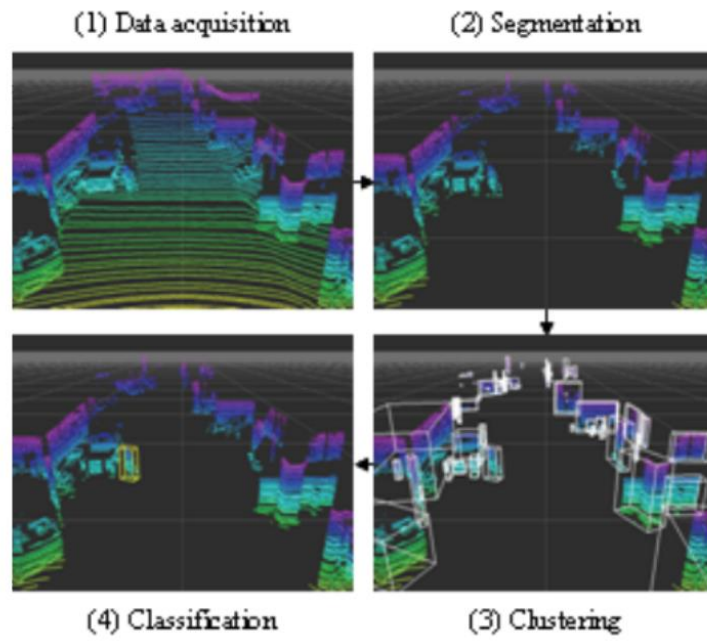 (1) Data acquisition
(2) Segmentation
(4) Classification
(3) Clustering